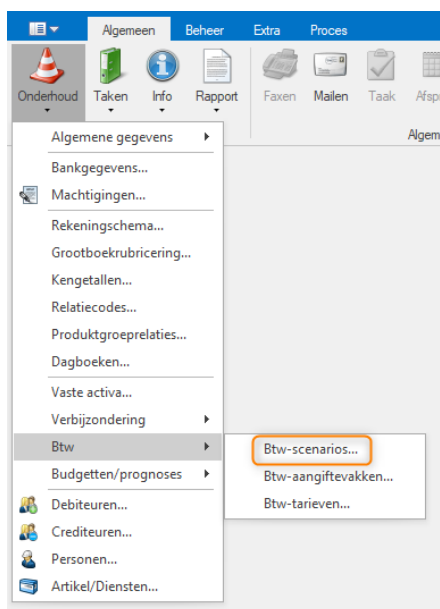 Algemeen Beheer Extra Proces
Onderhoud Taken Info Rapport Faxen Mailen Taak
Algemene gegevens
Bankgegevens...
Machtigingen...
Rekeningschema...
Grootboekrubricering...
Kengetallen...
Relatiecodes...
Produktgroeprelaties...
Dagboeken...
Vaste activa...
Verbijzondering
Btw
Btw-scenarios...
Budgetten/prognoses
Btw-aangiftevakken...
Btw-tarieven...
Debiteuren...
Crediteuren...
Personen...
Artikel/Diensten...